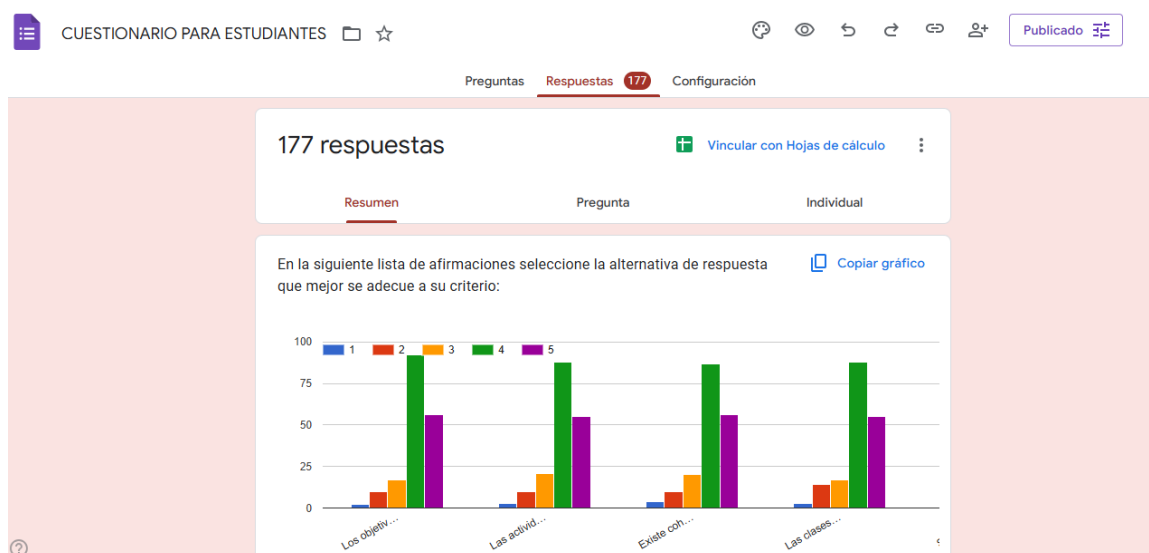 CUESTIONARIO PARA ESTUDIANTES
Publicado
Preguntas Respuestas 177 Configuración
177 respuestas
Vincular con Hojas de cálculo
Resumen Pregunta Individual
En la siguiente lista de afirmaciones seleccione la alternativa de respuesta
que mejor se adecue a su criterio:
Copiar gráfico
1 2 3 4 5
100
75
50
25
0
Los objetiv… Las activid… Existe coh… Las clases…